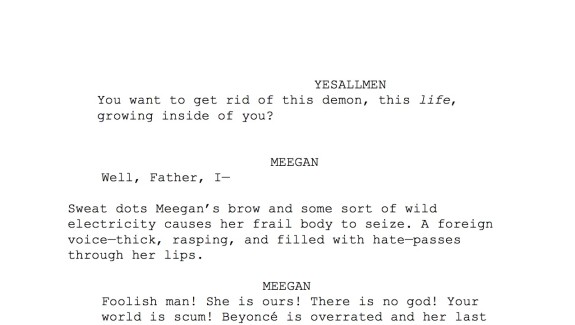 YESALLMEN
You want to get rid of this demon, this life,
growing inside of you?
MEEGAN
Well, Father, I—
Sweat dots Meegan’s brow and some sort of wild
electricity causes her frail body to seize. A foreign
voice—thick, rasping, and filled with hate—passes
through her lips.
MEEGAN
Foolish man! She is ours! There is no god! Your
world is scum! Beyoncé is overrated and her last